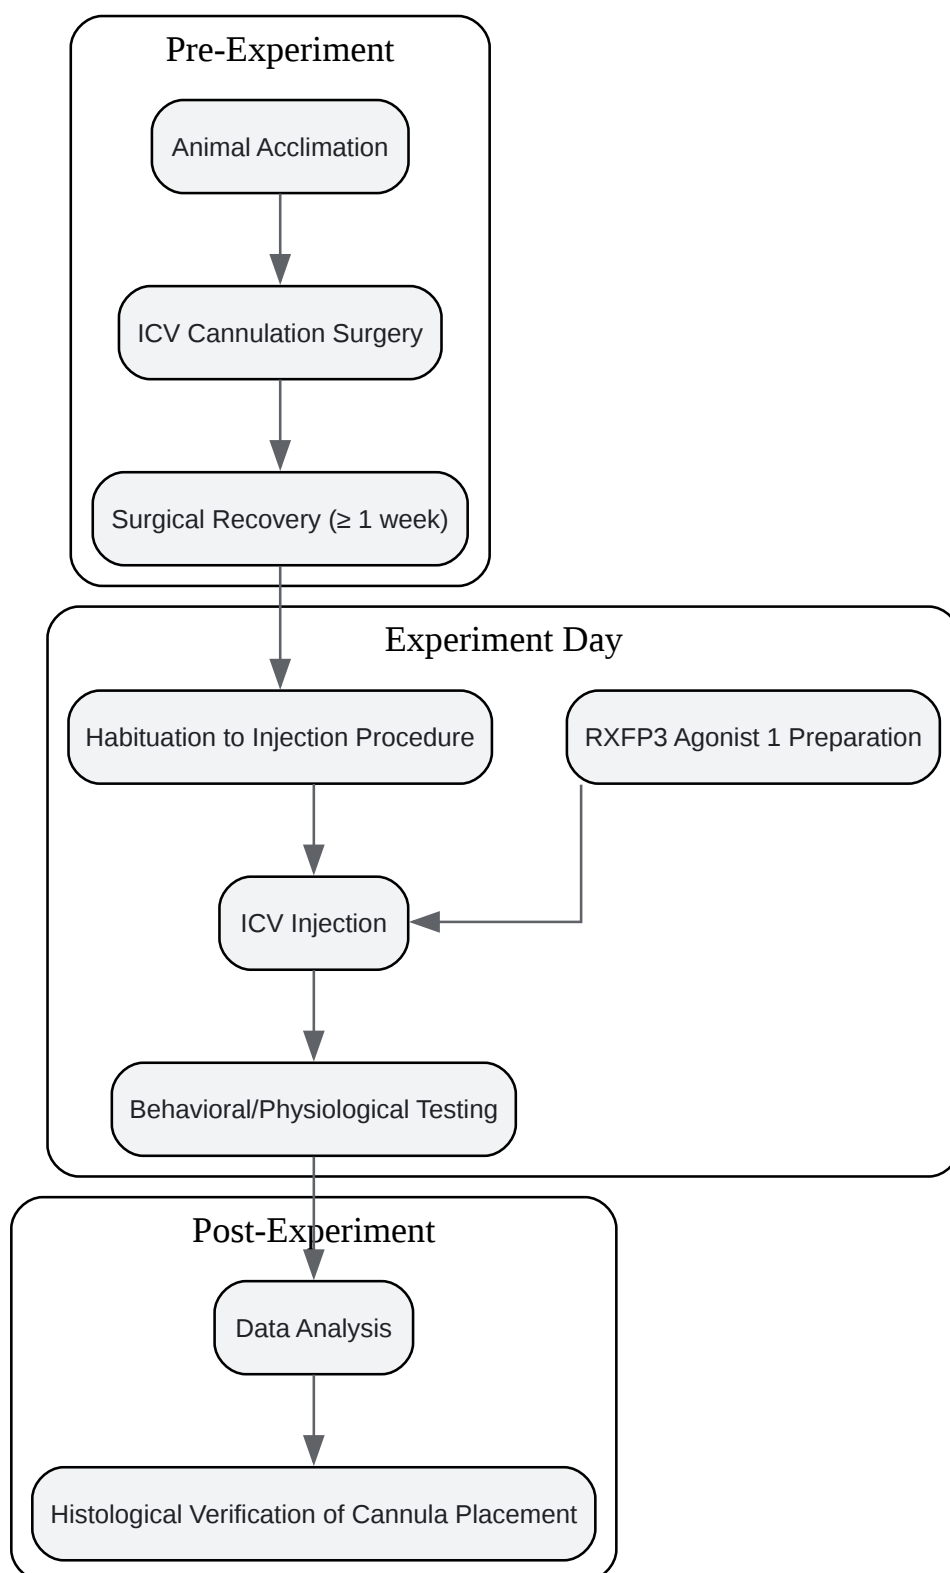 Pre-Experiment
Animal Acclimation
ICV Cannulation Surgery
Surgical Recovery (≥ 1 week)
Experiment Day
Habituation to Injection Procedure
RXFP3 Agonist 1 Preparation
ICV Injection
Behavioral/Physiological Testing
Post-Experiment
Data Analysis
Histological Verification of Cannula Placement